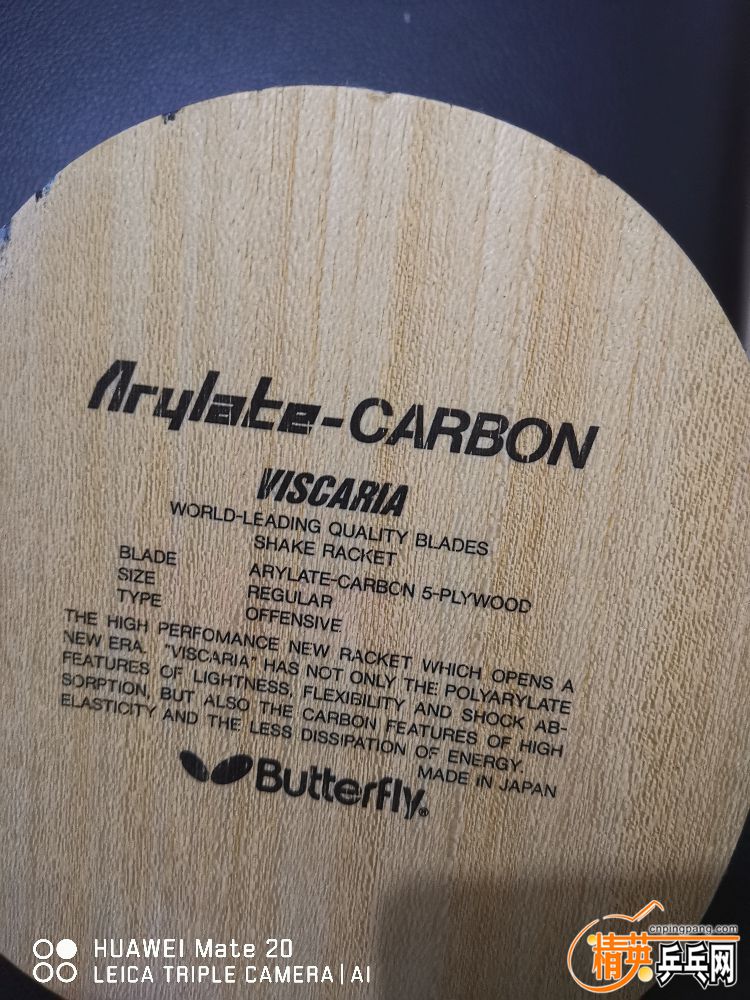 Arylate-CARBON
VISCARIA
WORLD-LEADING QUALITY BLADES
SHAKE RACKET
BLADE ARYLATE-CARBON 5-PLYWOOD
SIZE REGULAR
TYPE OFFENSIVE
THE HIGH PERFOMANCE NEW RACKET WHICH OPENS A
NEW ERA. "VISCARIA" HAS NOT ONLY THE POLYARYLATE
FEATURES OF LIGHTNESS, FLEXIBILITY AND SHOCK AB-
SORPTION, BUT ALSO THE CARBON FEATURES OF HIGH
ELASTICITY AND THE LESS DISSIPATION OF ENERGY.
MADE IN JAPAN
Butterfly®
HUAWEI Mate 20
LEICA TRIPLE CAMERA | AI
cnpingpang.com
精英乒乓网